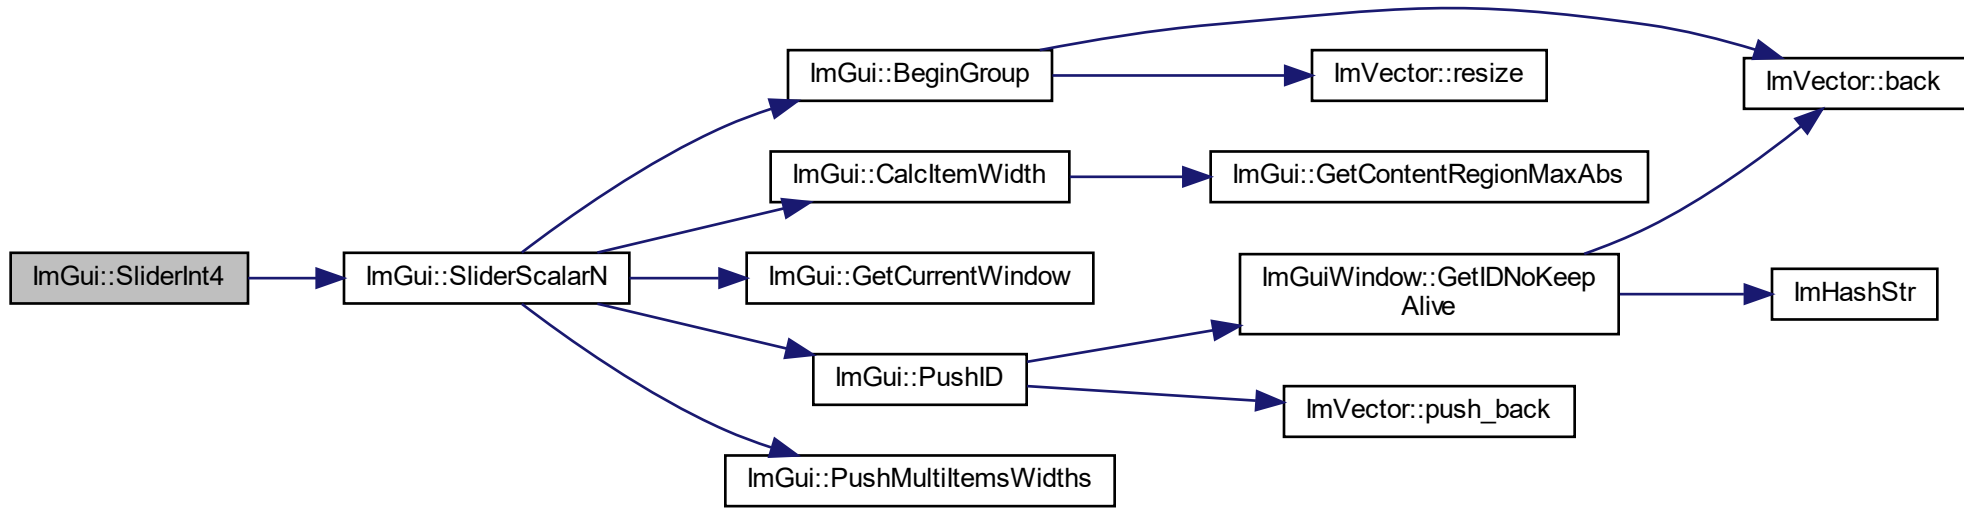 ImGui::SliderInt4
ImGui::SliderScalarN
ImGui::BeginGroup
ImGui::CalcItemWidth
ImGui::GetCurrentWindow
ImGui::PushID
ImGui::PushMultiItemsWidths
ImVector::resize
ImGui::GetContentRegionMaxAbs
ImGuiWindow::GetIDNoKeep
Alive
ImVector::push_back
ImVector::back
ImHashStr